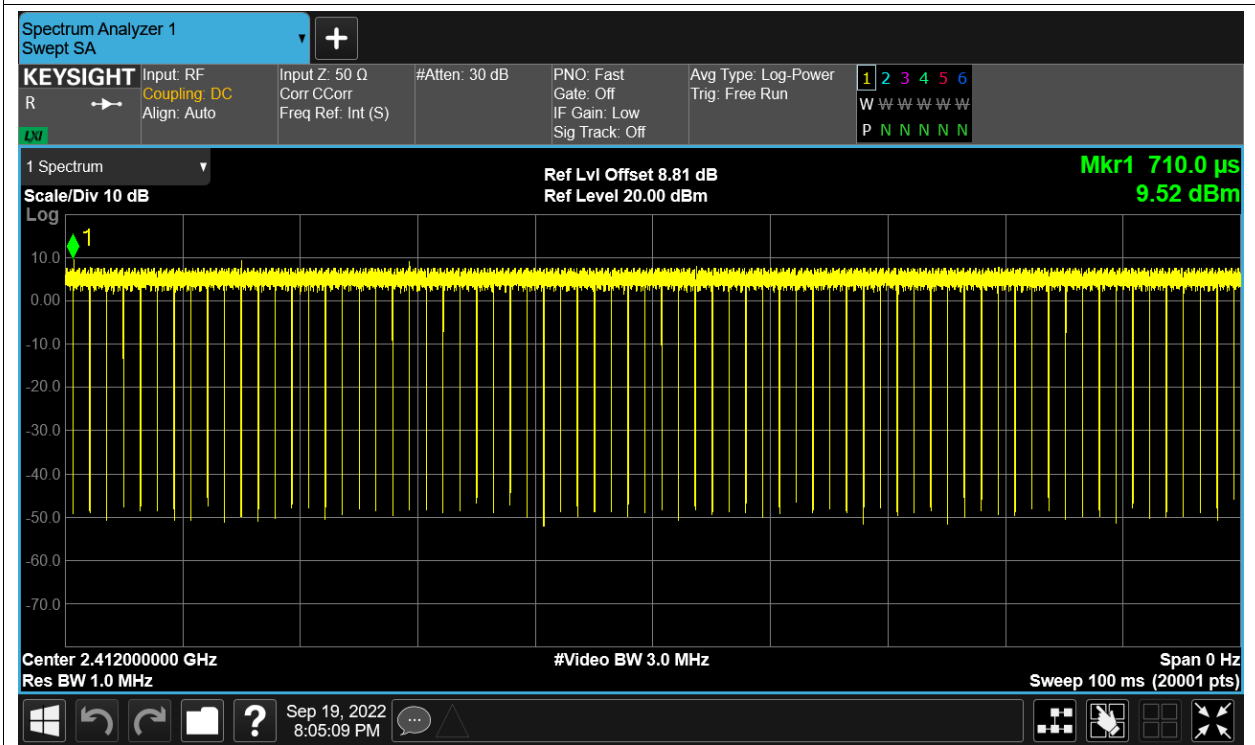 Spectrum Analyzer 1
Swept SA
KEYSIGHT
R
LXI
Input: RF
Coupling: DC
Align: Auto
Input Z: 50 Ω
Corr CCorr
Freq Ref: Int (S)
#Atten: 30 dB
PNO: Fast
Gate: Off
IF Gain: Low
Sig Track: Off
Avg Type: Log-Power
Trig: Free Run
1 2 3 4 5 6
W W W W W W
P N N N N N
1 Spectrum
Scale/Div 10 dB
Ref Lvl Offset 8.81 dB
Ref Level 20.00 dBm
Mkr1 710.0 µs
9.52 dBm
Log
1
10.0
0.00
-10.0
-20.0
-30.0
-40.0
-50.0
-60.0
-70.0
Center 2.412000000 GHz
Res BW 1.0 MHz
#Video BW 3.0 MHz
Span 0 Hz
Sweep 100 ms (20001 pts)
?
Sep 19, 2022
8:05:09 PM